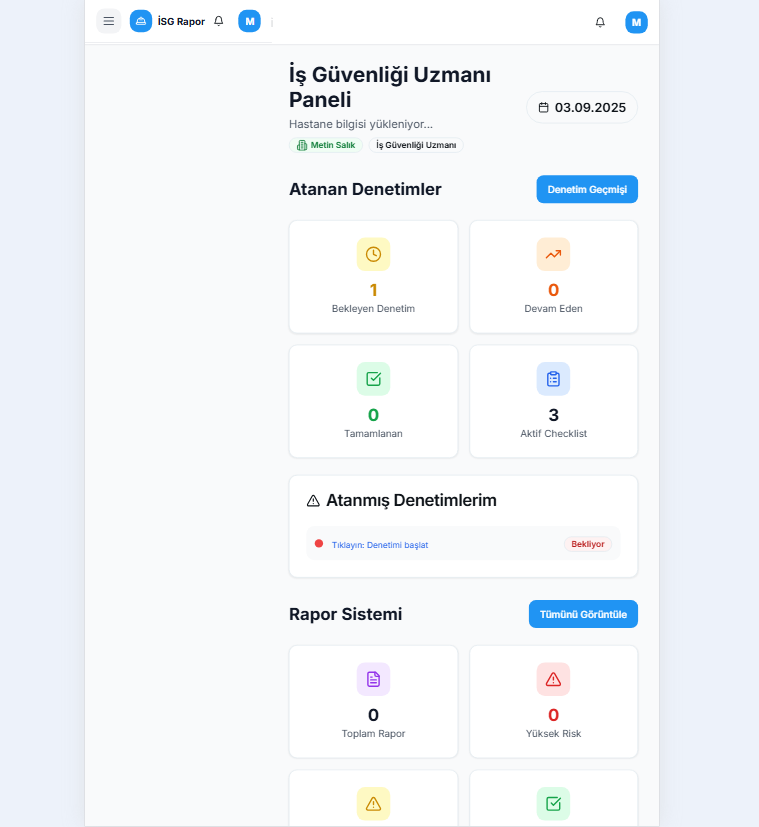 İSG Rapor
M
M
İş Güvenliği Uzmanı
Paneli
03.09.2025
Hastane bilgisi yükleniyor...
Metin Salık
İş Güvenliği Uzmanı
Atanan Denetimler
Denetim Geçmişi
1
Bekleyen Denetim
0
Devam Eden
0
Tamamlanan
3
Aktif Checklist
Atanmış Denetimlerim
Tıklayın: Denetimi başlat
Bekliyor
Rapor Sistemi
Tümünü Görüntüle
0
Toplam Rapor
0
Yüksek Risk